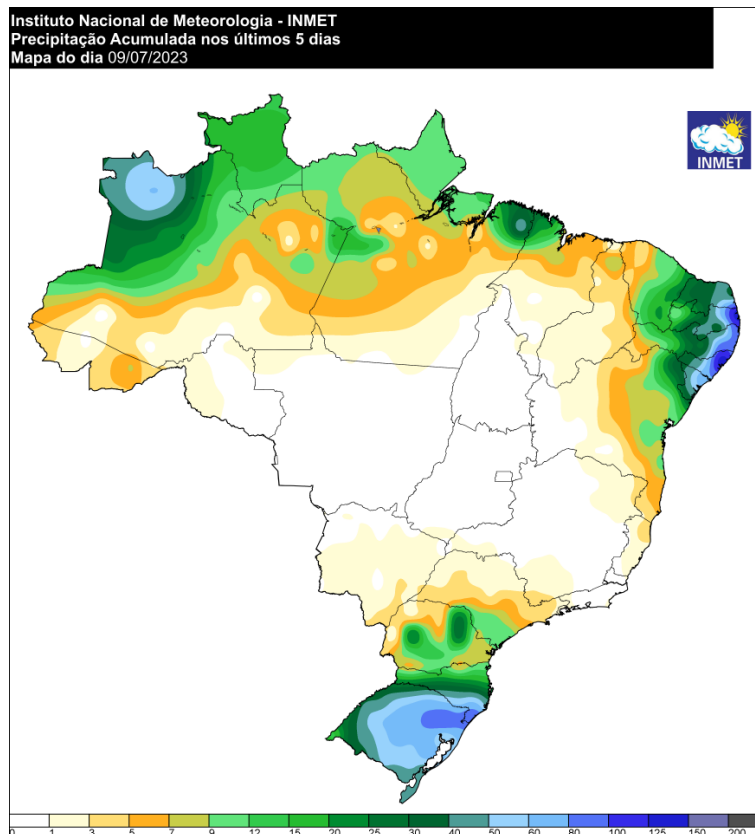 Instituto Nacional de Meteorologia - INMET
Precipitação Acumulada nos últimos 5 dias
Mapa do dia 09/07/2023
INMET
0 1 3 5 7 9 12 15 20 25 30 40 50 60 80 100 125 150 200